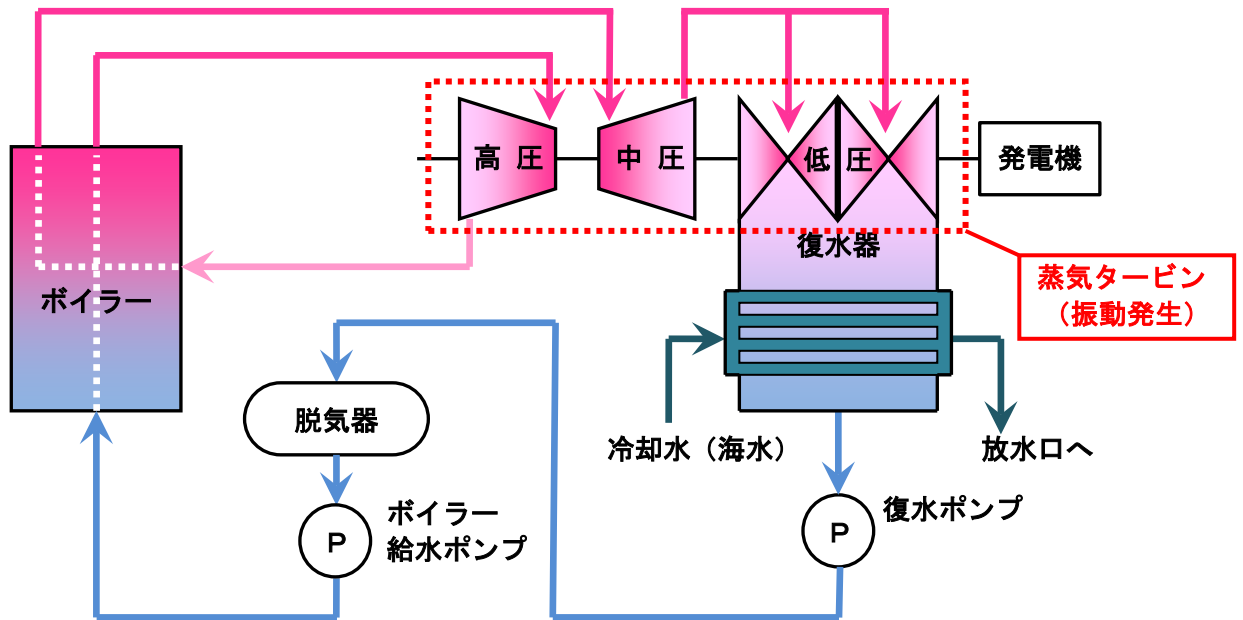 高 圧
中 圧
低 圧
発電機
復水器
蒸気タービン
（振動発生）
ボイラー
脱気器
冷却水（海水）
放水口へ
ボイラー
給水ポンプ
P
復水ポンプ
P